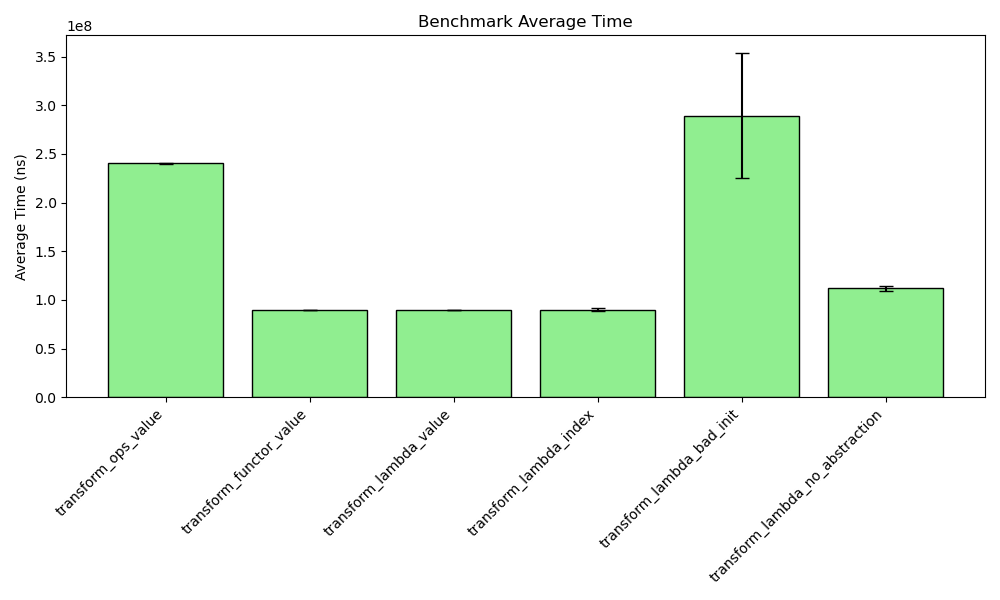 Benchmark Average Time
1e8
3.5
3.0
2.5
2.0
1.5
1.0
0.5
0.0
Average Time (ns)
transform_ops_value
transform_functor_value
transform_lambda_value
transform_lambda_index
transform_lambda_bad_init
transform_lambda_no_abstraction